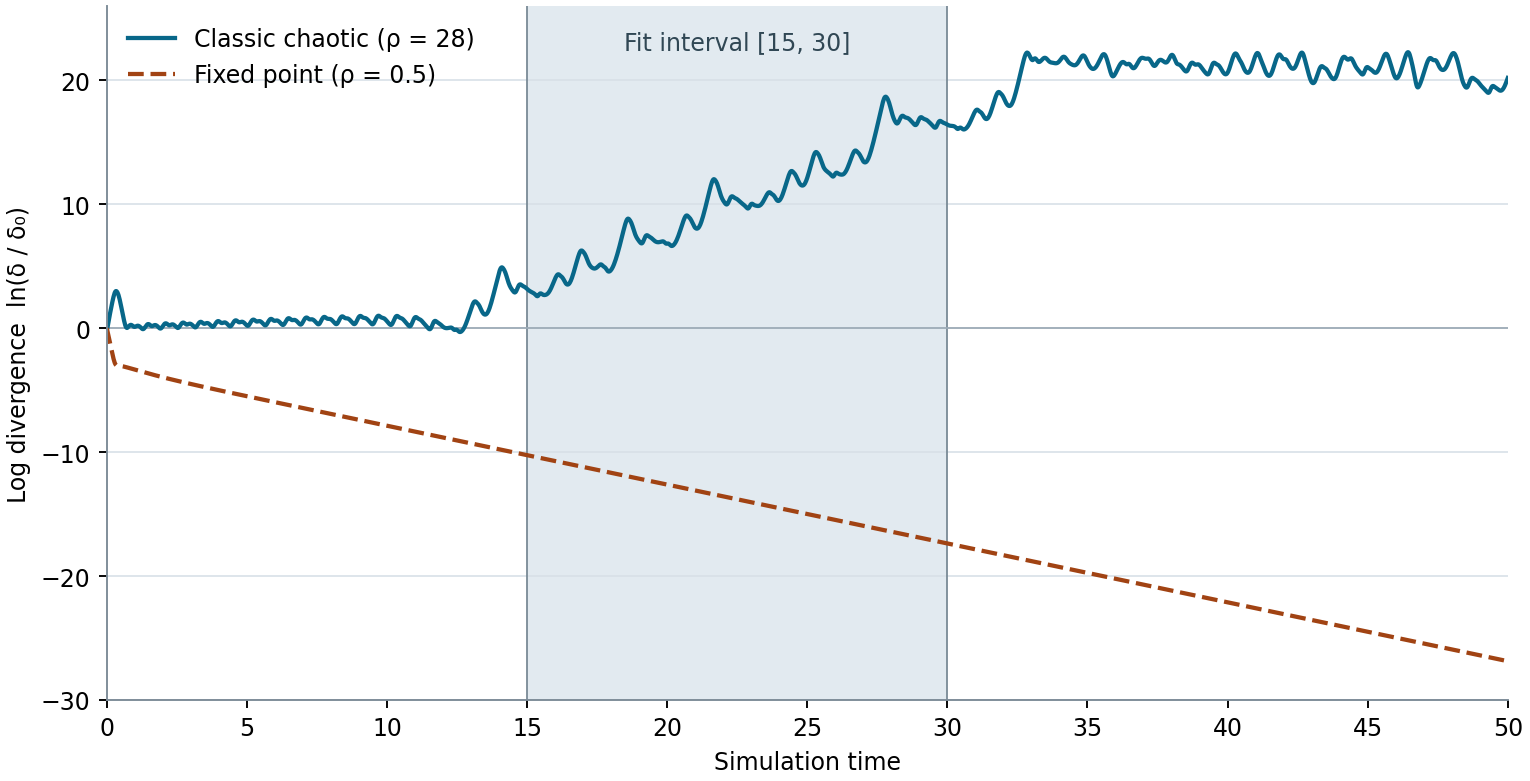 Classic chaotic (ρ = 28)
Fixed point (ρ = 0.5)
Fit interval [15, 30]
Log divergence  ln(δ / δ₀)
20
10
0
−10
−20
−30
0 5 10 15 20 25 30 35 40 45 50
Simulation time